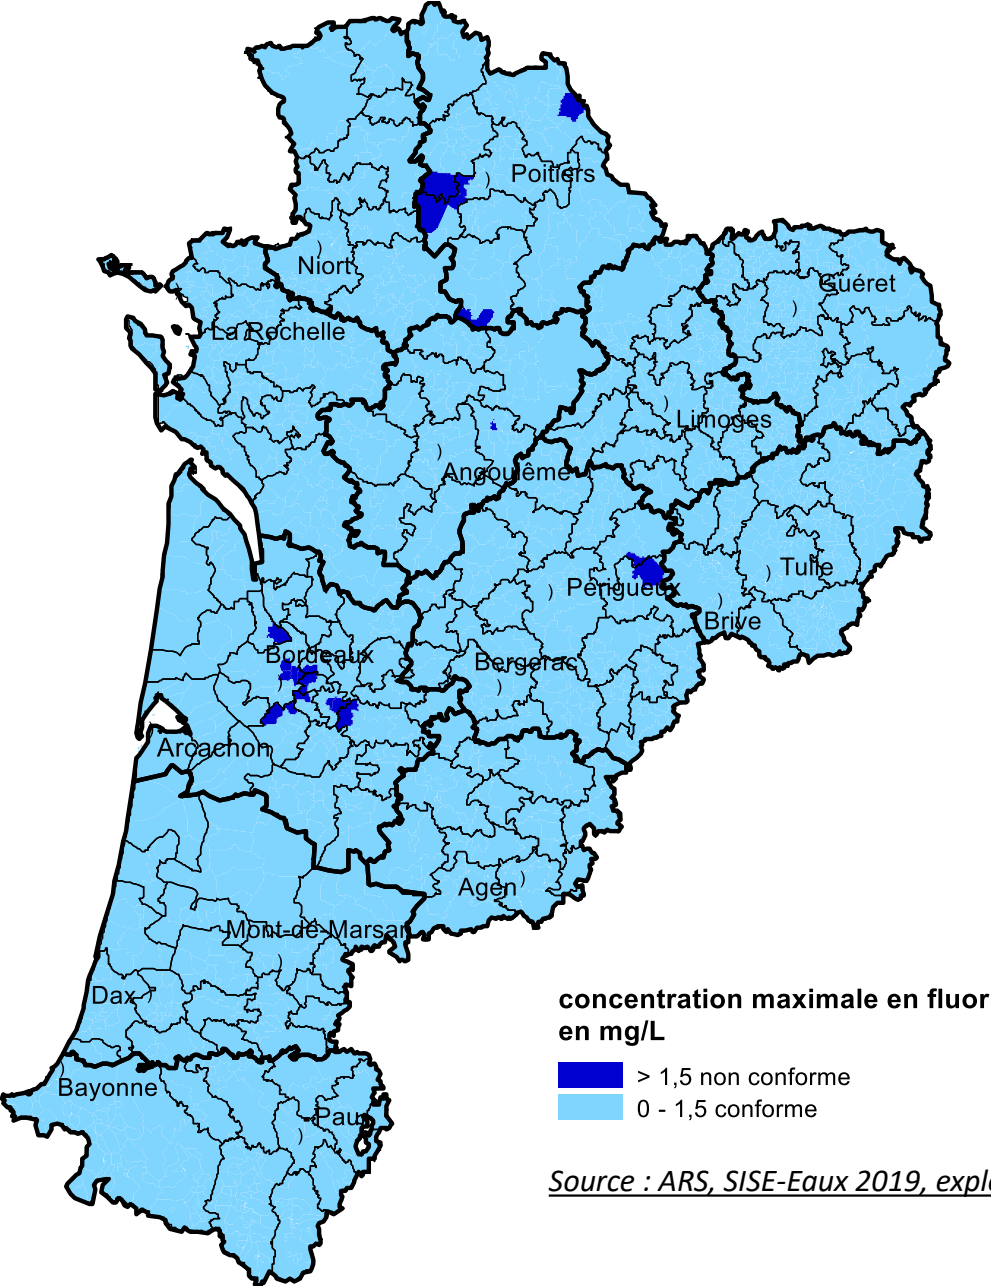 Poitiers
Niort
Guéret
La Rochelle
Limoges
Angoulême
Tulle
Périgueux
Brive
Bordeaux
Bergerac
Arcachon
Agen
Mont-de-Marsan
Dax
concentration maximale en fluor
en mg/L
> 1,5 non conforme
0 - 1,5 conforme
Bayonne
Pau
Source : ARS, SISE-Eaux 2019, explo